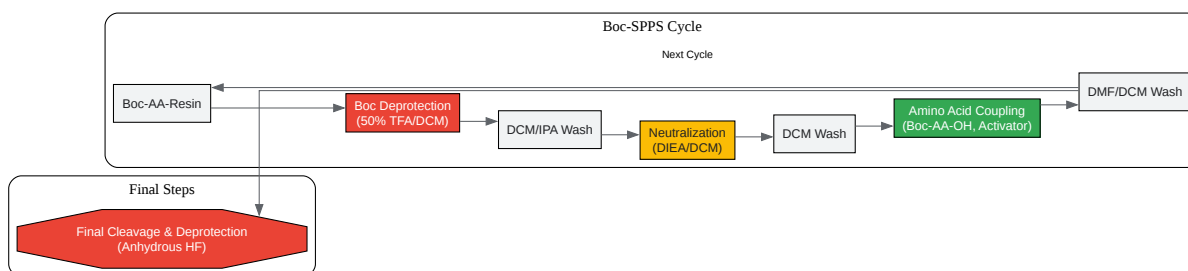 Boc-SPPS Cycle
Next Cycle
Boc-AA-Resin
Boc Deprotection
(50% TFA/DCM)
DCM/IPA Wash
Neutralization
(DIEA/DCM)
DCM Wash
Amino Acid Coupling
(Boc-AA-OH, Activator)
DMF/DCM Wash
Final Steps
Final Cleavage & Deprotection
(Anhydrous HF)